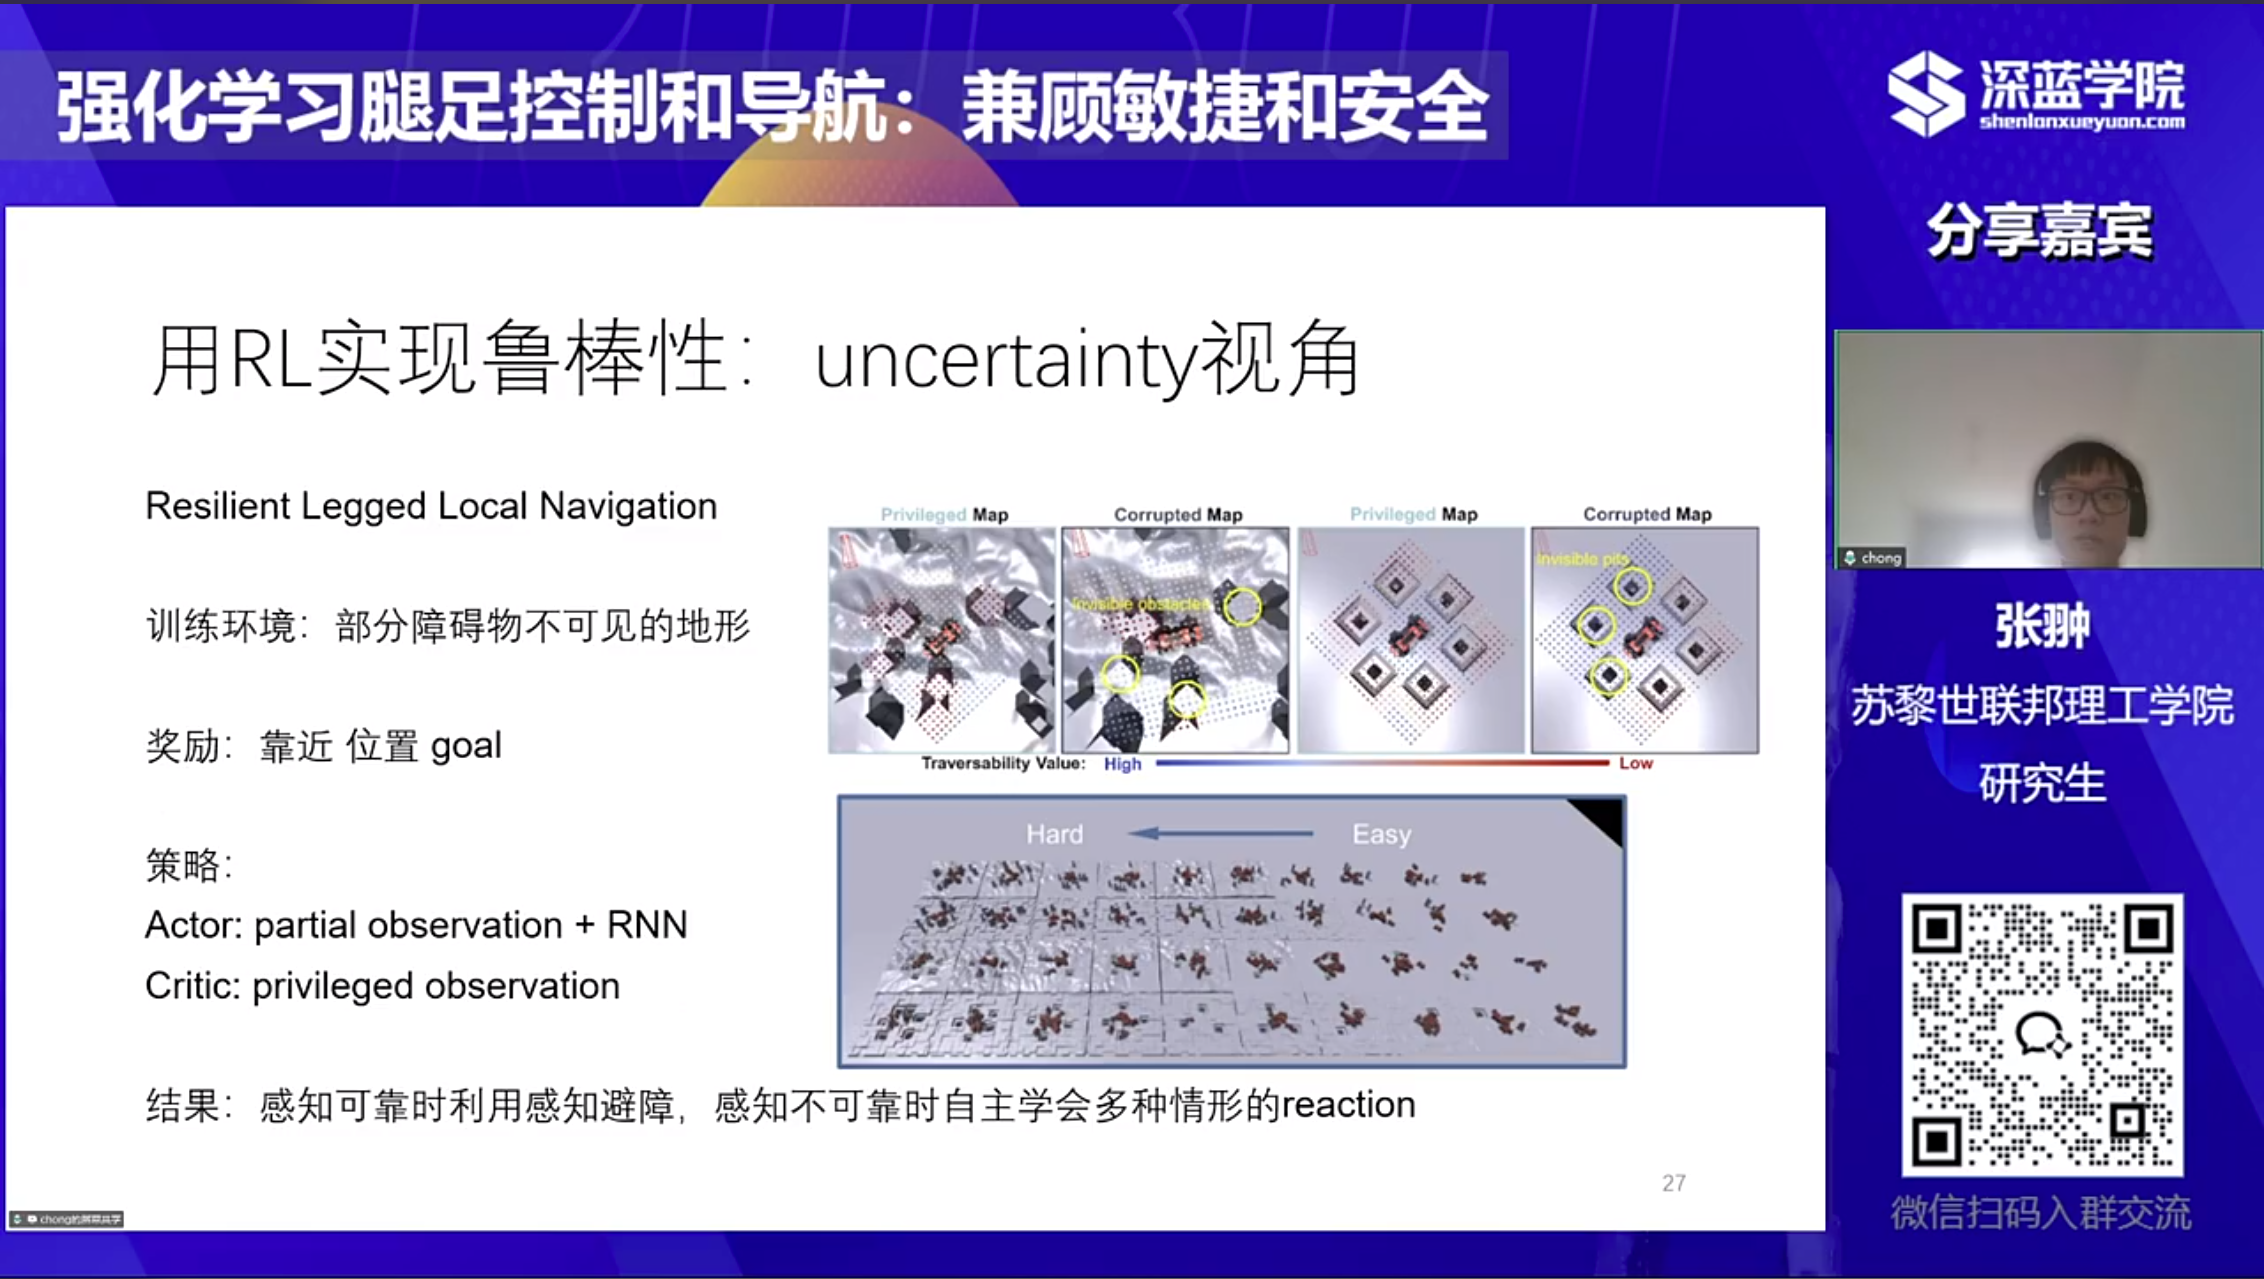 强化学习腿足控制和导航：兼顾敏捷和安全
深蓝学院
shenlanxueyuan.com
分享嘉宾
用RL实现鲁棒性： uncertainty视角
Resilient Legged Local Navigation
训练环境：部分障碍物不可见的地形
奖励：靠近 位置 goal
策略：
Actor: partial observation + RNN
Critic: privileged observation
结果：感知可靠时利用感知避障，感知不可靠时自主学会多种情形的reaction
Privileged Map
Corrupted Map
Privileged Map
Corrupted Map
Invisible obstacles
Invisible pits
Traversability Value: High Low
Hard Easy
27
chong的屏幕共享
chong
张翀
苏黎世联邦理工学院
研究生
微信扫码入群交流